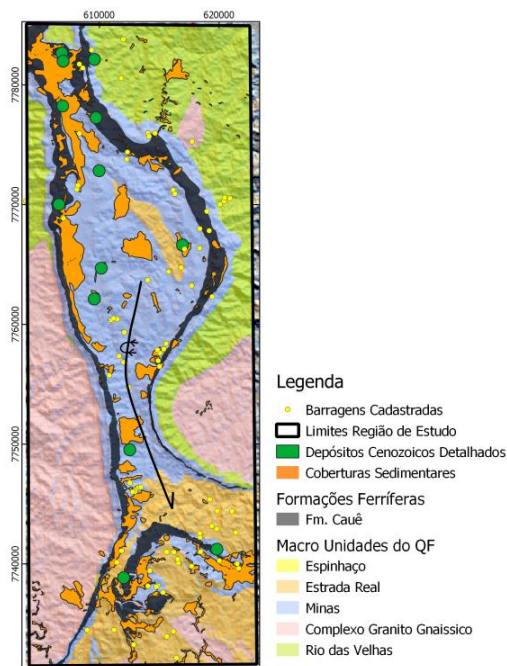 610000
620000
7780000
7770000
7760000
7750000
7740000
Legenda
Barragens Cadastradas
Limites Região de Estudo
Depósitos Cenozoicos Detalhados
Coberturas Sedimentares
Formações Ferríferas
Fm. Cauê
Macro Unidades do QF
Espinhaço
Estrada Real
Minas
Complexo Granito Gnaissico
Rio das Velhas